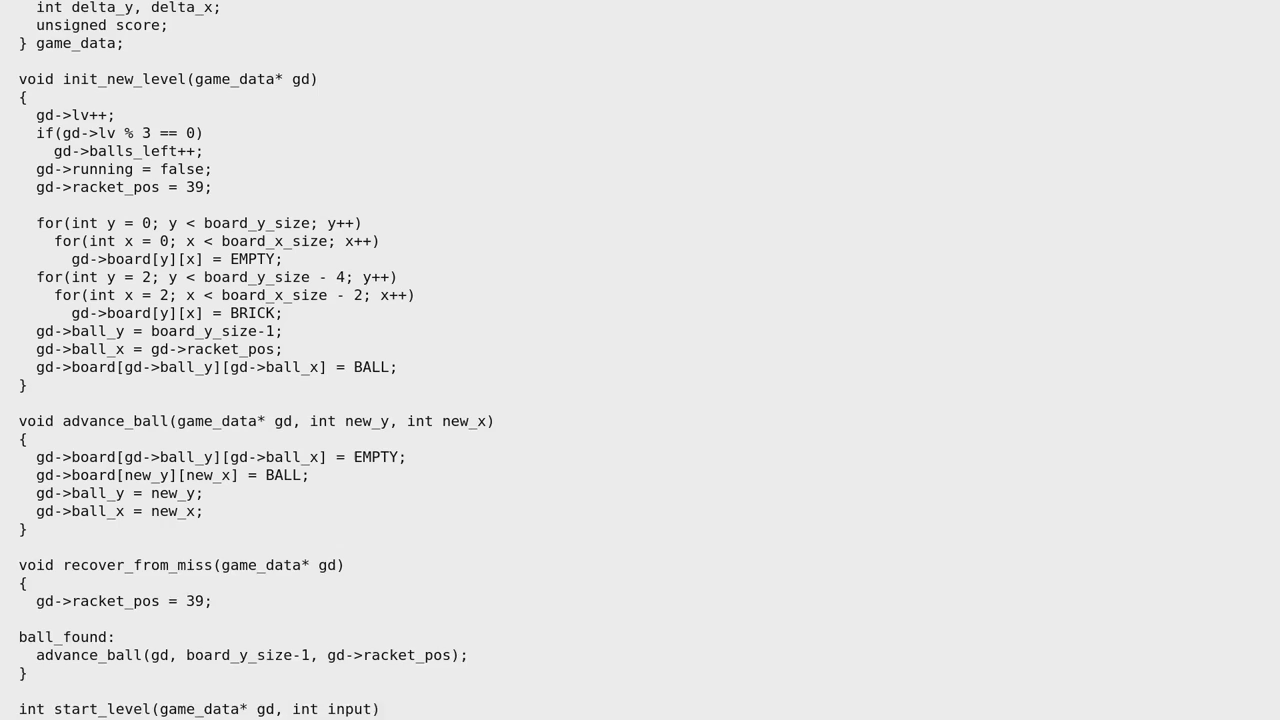 int delta_y, delta_x;
  unsigned score;
} game_data;

void init_new_level(game_data* gd)
{
  gd->lv++;
  if(gd->lv % 3 == 0)
    gd->balls_left++;
  gd->running = false;
  gd->racket_pos = 39;

  for(int y = 0; y < board_y_size; y++)
    for(int x = 0; x < board_x_size; x++)
      gd->board[y][x] = EMPTY;
  for(int y = 2; y < board_y_size - 4; y++)
    for(int x = 2; x < board_x_size - 2; x++)
      gd->board[y][x] = BRICK;
  gd->ball_y = board_y_size-1;
  gd->ball_x = gd->racket_pos;
  gd->board[gd->ball_y][gd->ball_x] = BALL;
}

void advance_ball(game_data* gd, int new_y, int new_x)
{
  gd->board[gd->ball_y][gd->ball_x] = EMPTY;
  gd->board[new_y][new_x] = BALL;
  gd->ball_y = new_y;
  gd->ball_x = new_x;
}

void recover_from_miss(game_data* gd)
{
  gd->racket_pos = 39;

ball_found:
  advance_ball(gd, board_y_size-1, gd->racket_pos);
}

int start_level(game_data* gd, int input)